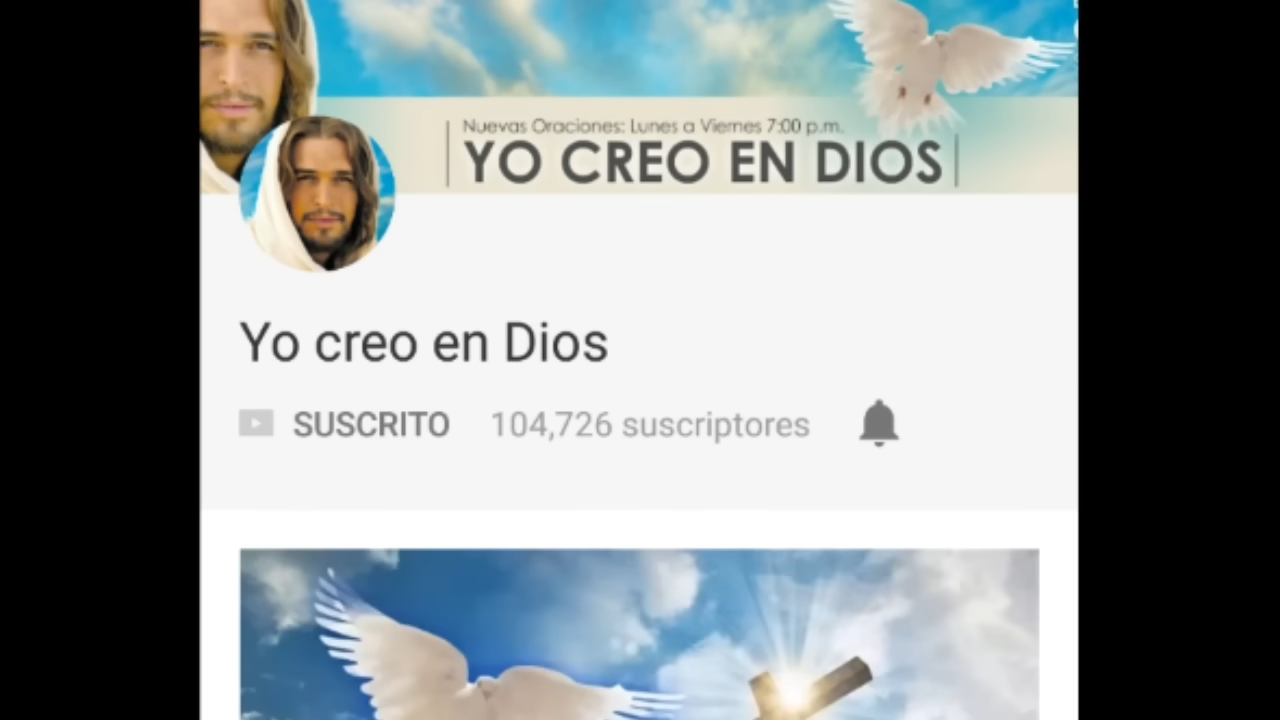 Nuevas Oraciones: Lunes a Viernes 7:00 p.m.
YO CREO EN DIOS
Yo creo en Dios
SUSCRITO 104,726 suscriptores